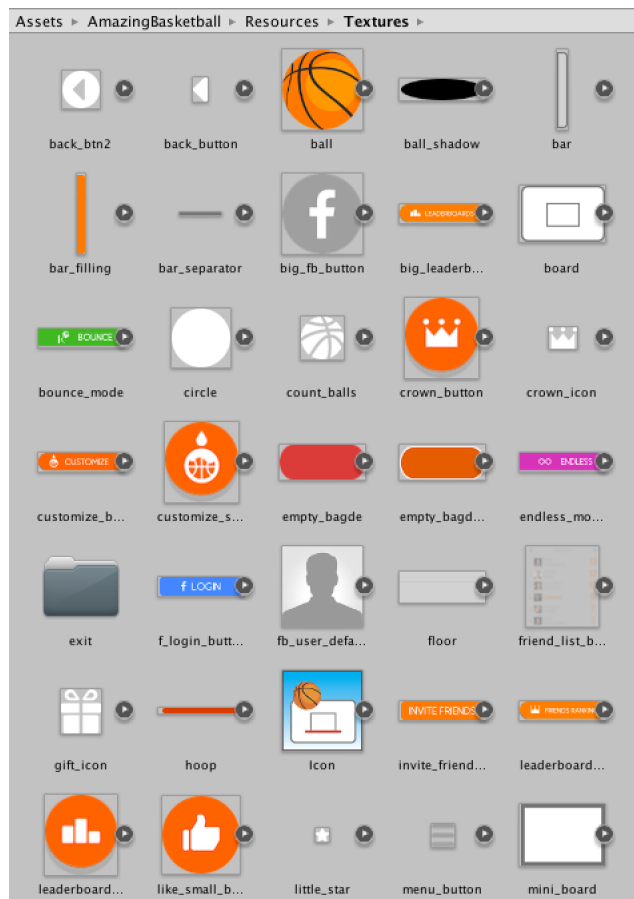 Assets ▸ AmazingBasketball ▸ Resources ▸ Textures ▸
back_btn2 back_button ball ball_shadow bar
LEADERBOARDS
bar_filling bar_separator big_fb_button big_leaderb... board
BOUNCE
bounce_mode circle count_balls crown_button crown_icon
CUSTOMIZE ENDLESS
customize_b... customize_s... empty_bagde empty_bagd... endless_mo...
f LOGIN
exit f_login_butt... fb_user_defa... floor friend_list_b...
INVITE FRIENDS FRIENDS RANKING
gift_icon hoop Icon invite_friend... leaderboard...
leaderboard... like_small_b... little_star menu_button mini_board